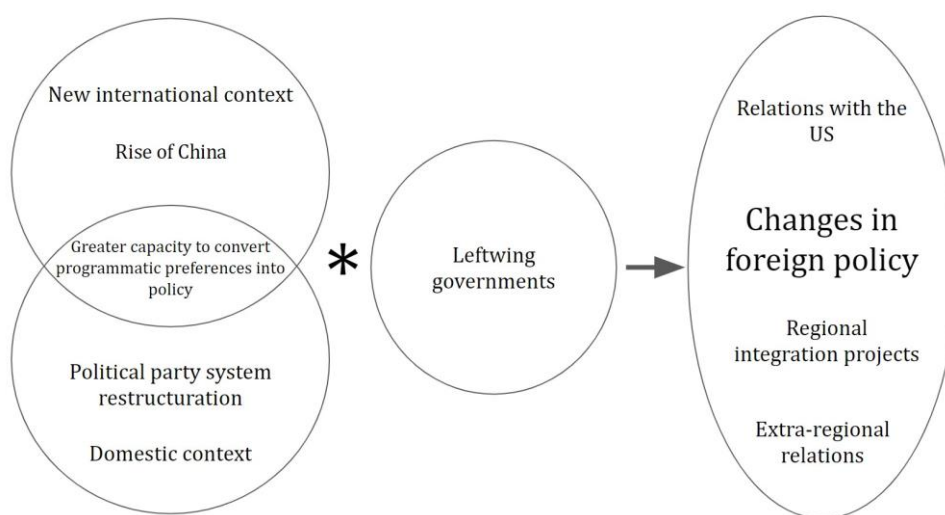 New international context
Rise of China
Greater capacity to convert
programmatic preferences into
policy
Political party system
restructuration
Domestic context
*
Leftwing
governments
Relations with the
US
Changes in
foreign policy
Regional
integration projects
Extra-regional
relations